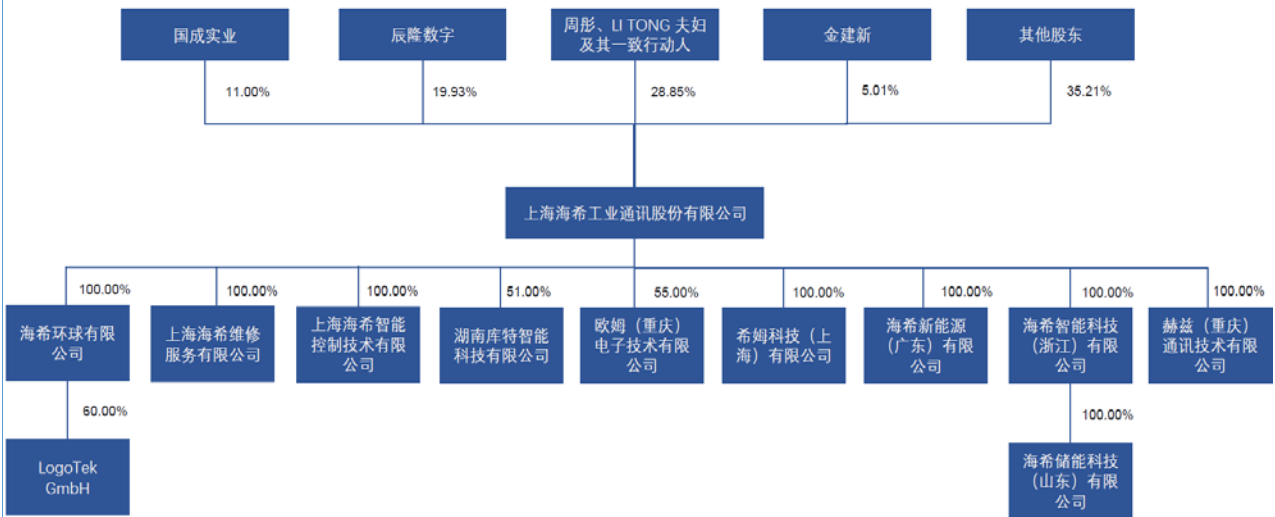 国成实业
辰隆数字
周彤、LI TONG 夫妇
及其一致行动人
金建新
其他股东
11.00%
19.93%
28.85%
5.01%
35.21%
上海海希工业通讯股份有限公司
100.00%
100.00%
100.00%
51.00%
55.00%
100.00%
100.00%
100.00%
100.00%
海希环球有限
公司
上海海希维修
服务有限公司
上海海希智能
控制技术有限
公司
湖南库特智能
科技有限公司
欧姆（重庆）
电子技术有限
公司
希姆科技（上
海）有限公司
海希新能源
（广东）有限
公司
海希智能科技
（浙江）有限
公司
赫兹（重庆）
通讯技术有限
公司
60.00%
100.00%
LogoTek
GmbH
海希储能科技
（山东）有限
公司